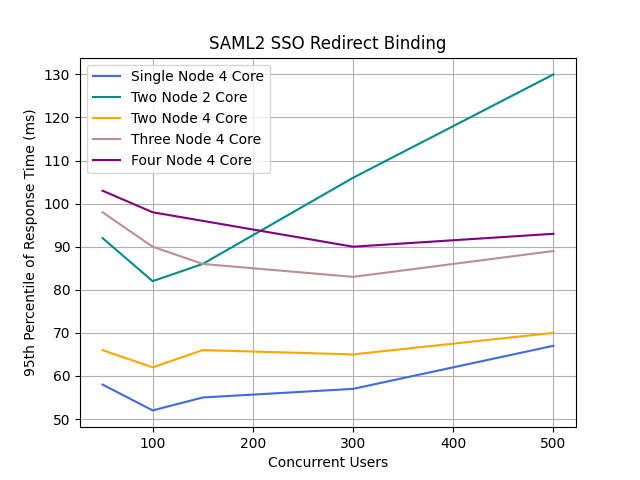 SAML2 SSO Redirect Binding
Single Node 4 Core
Two Node 2 Core
Two Node 4 Core
Three Node 4 Core
Four Node 4 Core
95th Percentile of Response Time (ms)
130
120
110
100
90
80
70
60
50
100 200 300 400 500
Concurrent Users